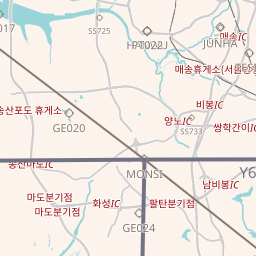 017
SS725
HPT022J
매송IC
JUNHA
매송휴게소(서울방
비봉IC
송산포도 휴게소
GE020
양노IC
SS733
쌍학간이IC
송산마도IC
MONSI
Y6
남비봉IC
마도분기점
마도분기점
화성IC
팔탄분기점
GE024